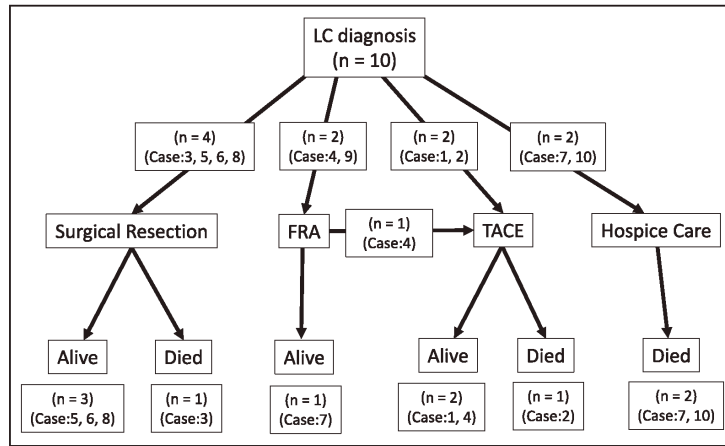 LC diagnosis
(n = 10)
(n = 4)
(Case:3, 5, 6, 8)
(n = 2)
(Case:4, 9)
(n = 2)
(Case:1, 2)
(n = 2)
(Case:7, 10)
Surgical Resection
FRA
(n = 1)
(Case:4)
TACE
Hospice Care
Alive
Died
Alive
Alive
Died
Died
(n = 3)
(Case:5, 6, 8)
(n = 1)
(Case:3)
(n = 1)
(Case:7)
(n = 2)
(Case:1, 4)
(n = 1)
(Case:2)
(n = 2)
(Case:7, 10)